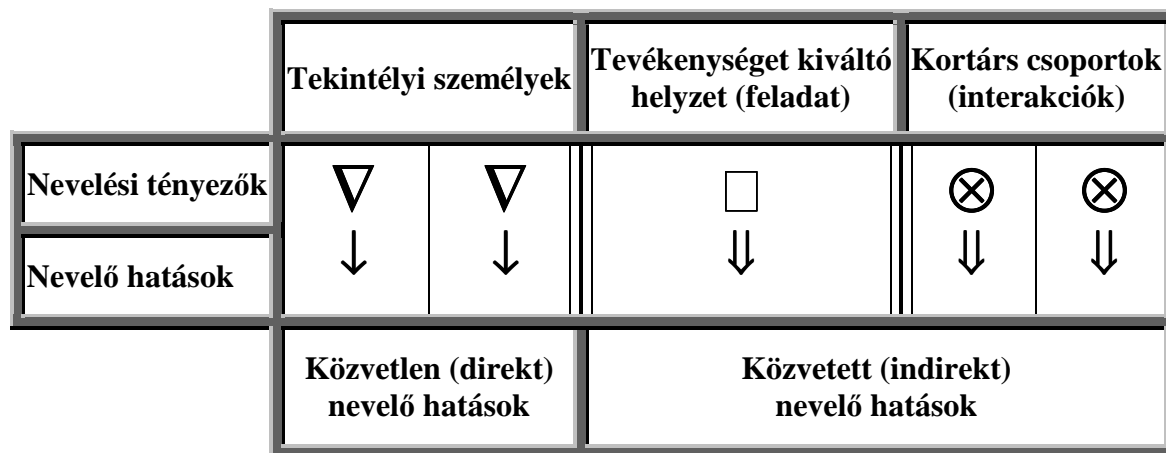 Tekintélyi személyek
Tevékenységet kiváltó
helyzet (feladat)
Kortárs csoportok
(interakciók)
Nevelési tényezők
∇ ∇ □ ⊗ ⊗
Nevelő hatások
↓ ↓ ⇓ ⇓ ⇓
Közvetlen (direkt)
nevelő hatások
Közvetett (indirekt)
nevelő hatások